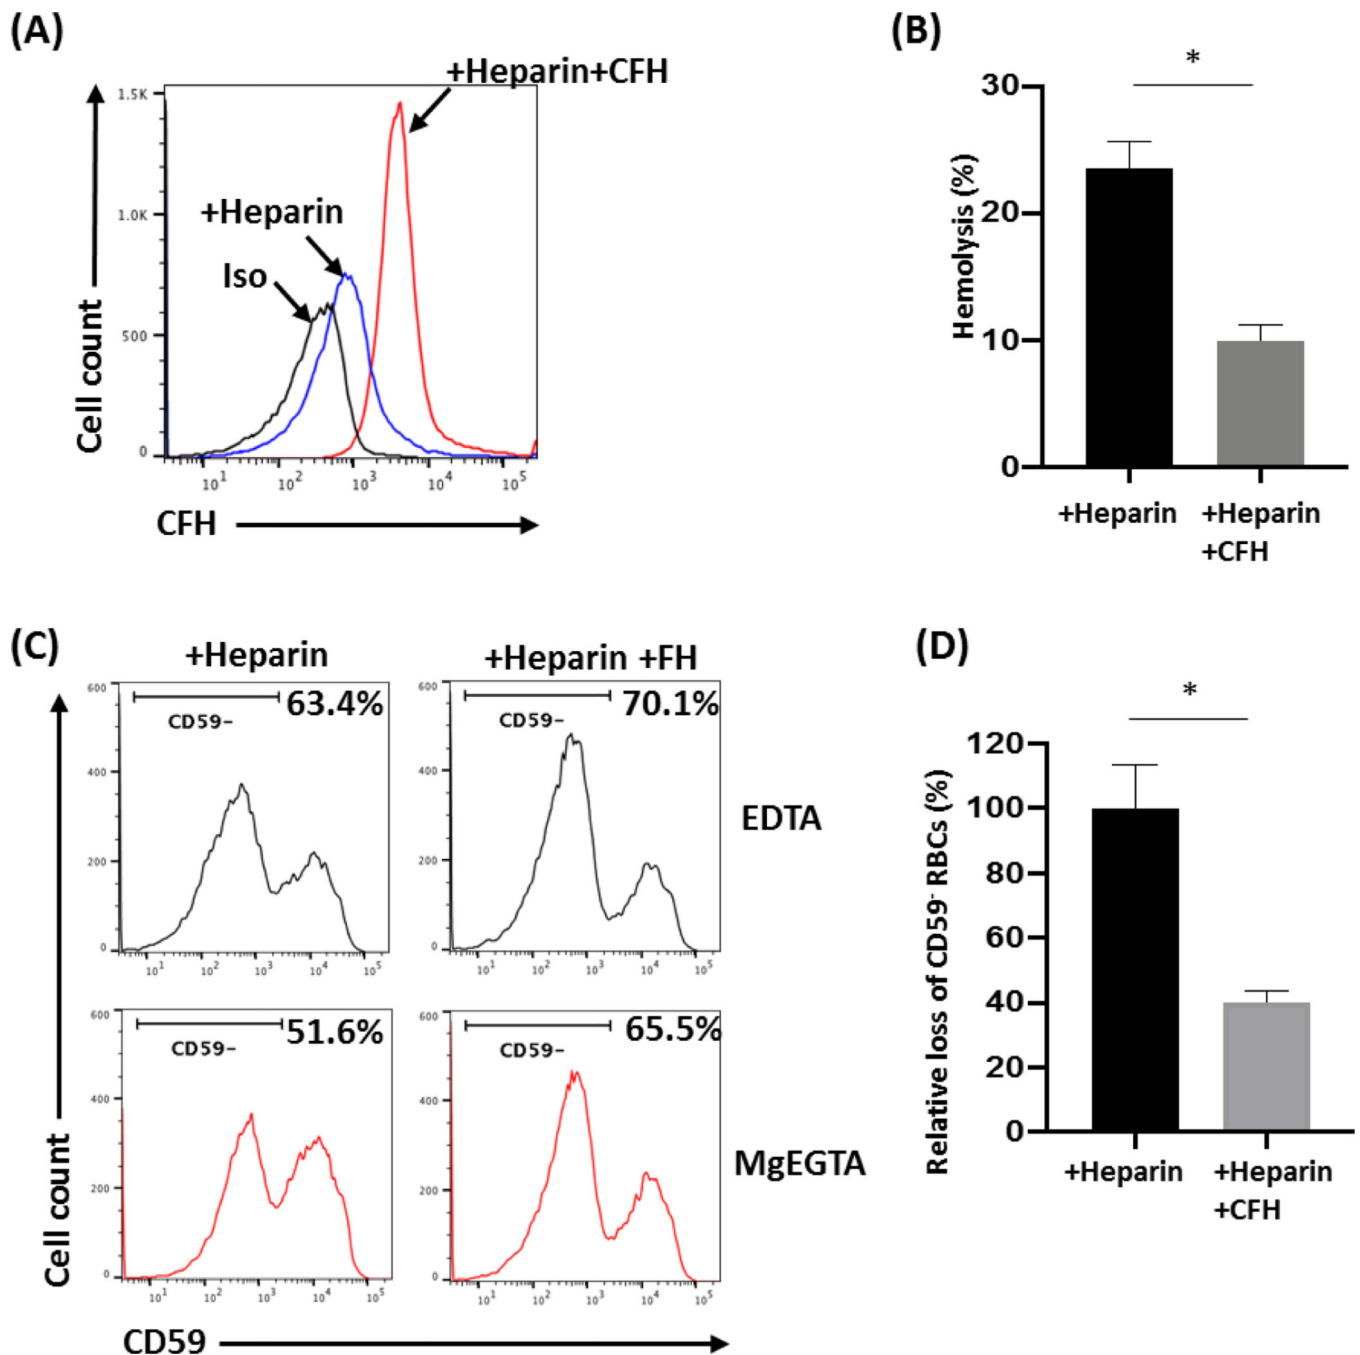 (A)
+Heparin+CFH
+Heparin
Iso
1.5K
1.0K
500
0
Cell count
10¹ 10² 10³ 10⁴ 10⁵
CFH
(B)
*
30
20
10
0
Hemolysis (%)
+Heparin
+Heparin
+CFH
(C)
+Heparin
+Heparin +FH
600
400
200
0
CD59-
63.4%
10¹ 10² 10³ 10⁴ 10⁵
600
400
200
0
CD59-
70.1%
10¹ 10² 10³ 10⁴ 10⁵
EDTA
600
400
200
0
CD59-
51.6%
10¹ 10² 10³ 10⁴ 10⁵
600
400
200
0
CD59-
65.5%
10¹ 10² 10³ 10⁴ 10⁵
MgEGTA
Cell count
CD59
(D)
*
120
100
80
60
40
20
0
Relative loss of CD59⁻ RBCs (%)
+Heparin
+Heparin
+CFH